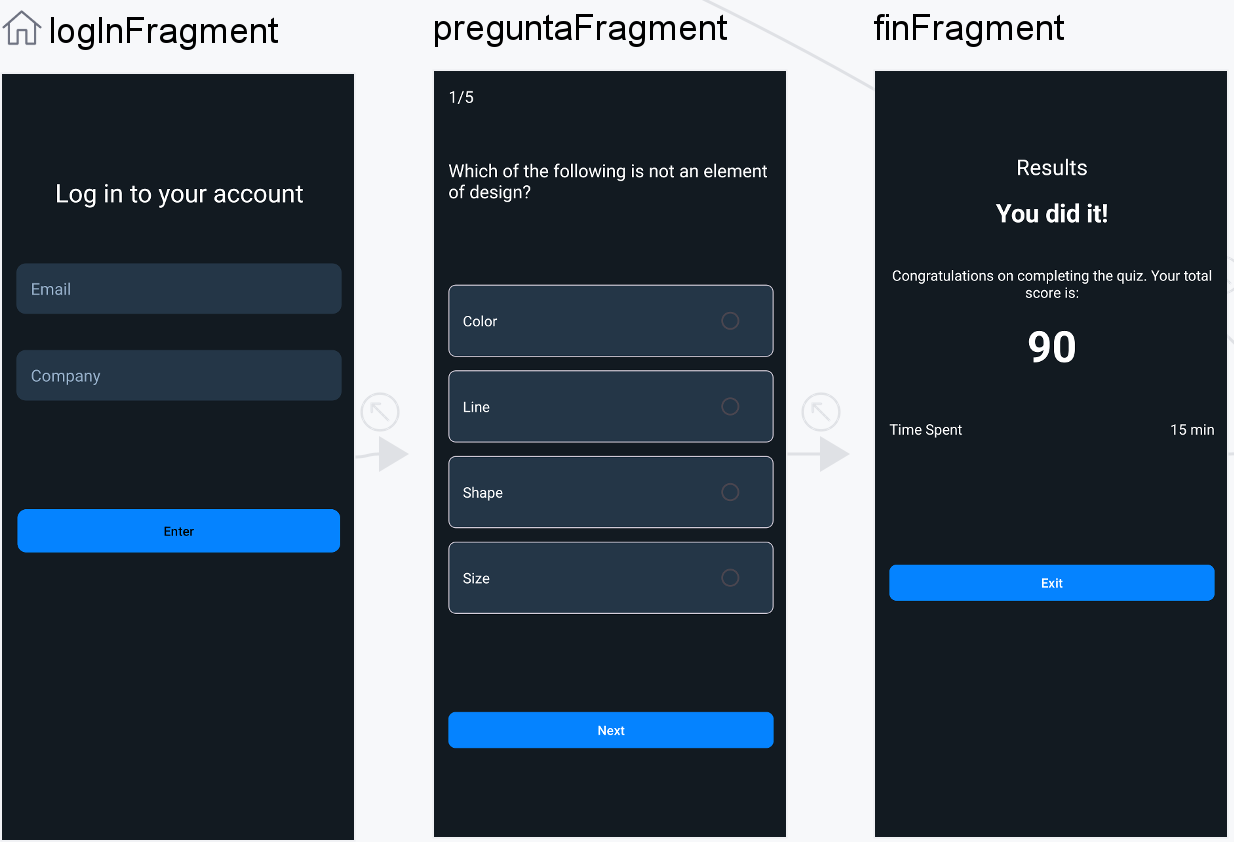 logInFragment
Log in to your account
Email
Company
Enter
preguntaFragment
1/5
Which of the following is not an element
of design?
Color
Line
Shape
Size
Next
finFragment
Results
You did it!
Congratulations on completing the quiz. Your total
score is:
90
Time Spent 15 min
Exit